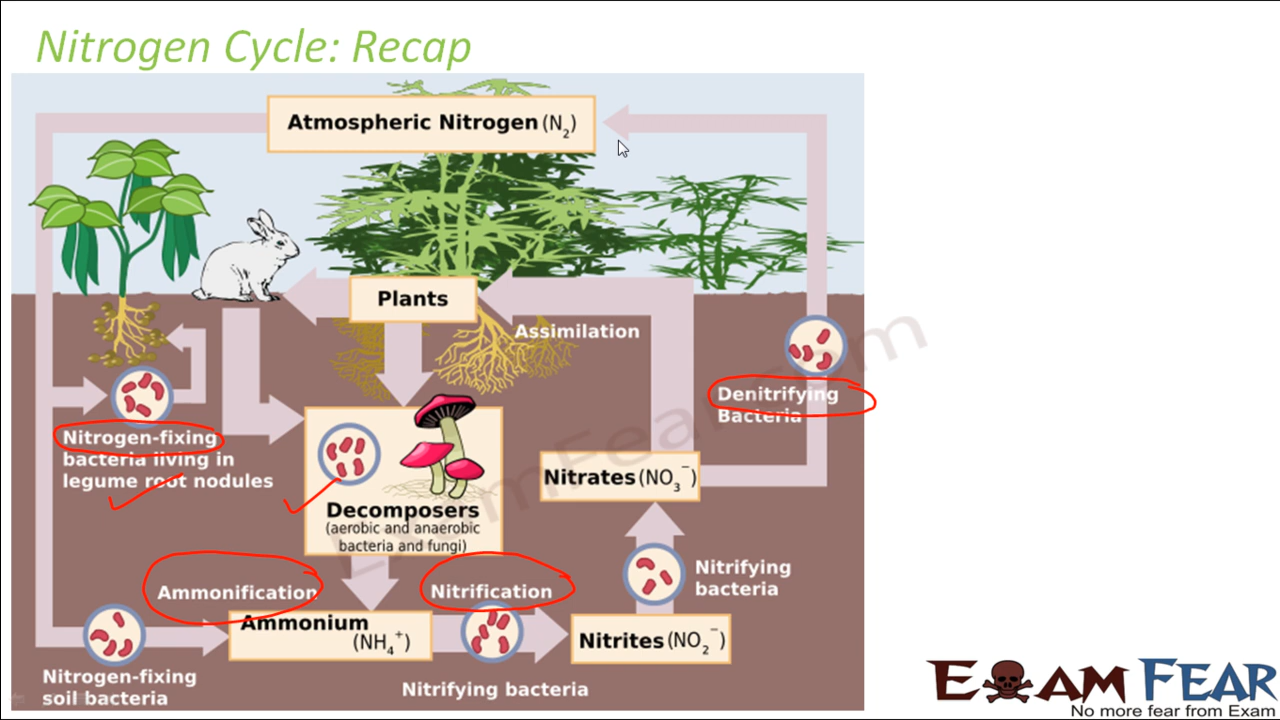 Nitrogen Cycle: Recap
Atmospheric Nitrogen (N₂)
Plants
Assimilation
Denitrifying
Bacteria
Nitrogen-fixing
bacteria living in
legume root nodules
Decomposers
(aerobic and anaerobic
bacteria and fungi)
Nitrates (NO₃⁻)
Ammonification
Nitrification
Nitrifying
bacteria
Ammonium
(NH₄⁺)
Nitrites (NO₂⁻)
Nitrogen-fixing
soil bacteria
Nitrifying bacteria
ExamFear.com
EXAM FEAR
No more fear from Exam